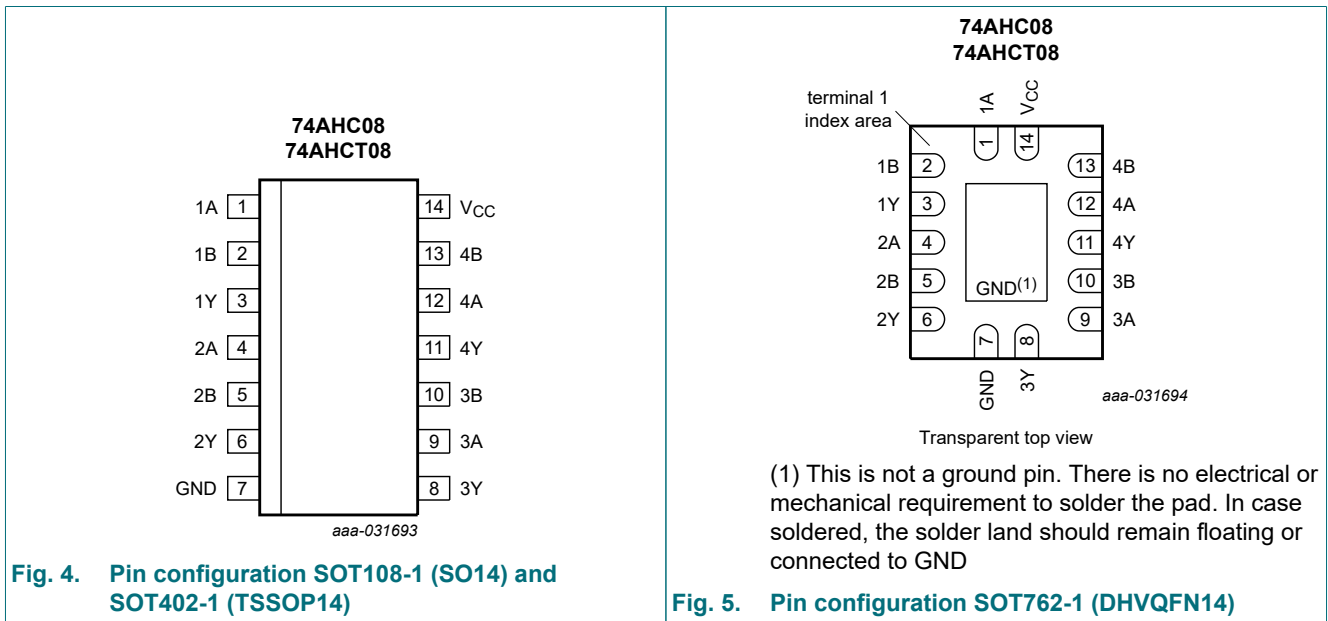 74AHC08
74AHCT08
1A 1
1B 2
1Y 3
2A 4
2B 5
2Y 6
GND 7
14 VCC
13 4B
12 4A
11 4Y
10 3B
9 3A
8 3Y
aaa-031693
Fig. 4. Pin configuration SOT108-1 (SO14) and
SOT402-1 (TSSOP14)
74AHC08
74AHCT08
terminal 1
index area
1A
VCC
1
14
1B 2
1Y 3
2A 4
2B 5
2Y 6
13 4B
12 4A
11 4Y
10 3B
9 3A
GND(1)
7
8
GND
3Y
aaa-031694
Transparent top view
(1) This is not a ground pin. There is no electrical or
mechanical requirement to solder the pad. In case
soldered, the solder land should remain floating or
connected to GND
Fig. 5. Pin configuration SOT762-1 (DHVQFN14)